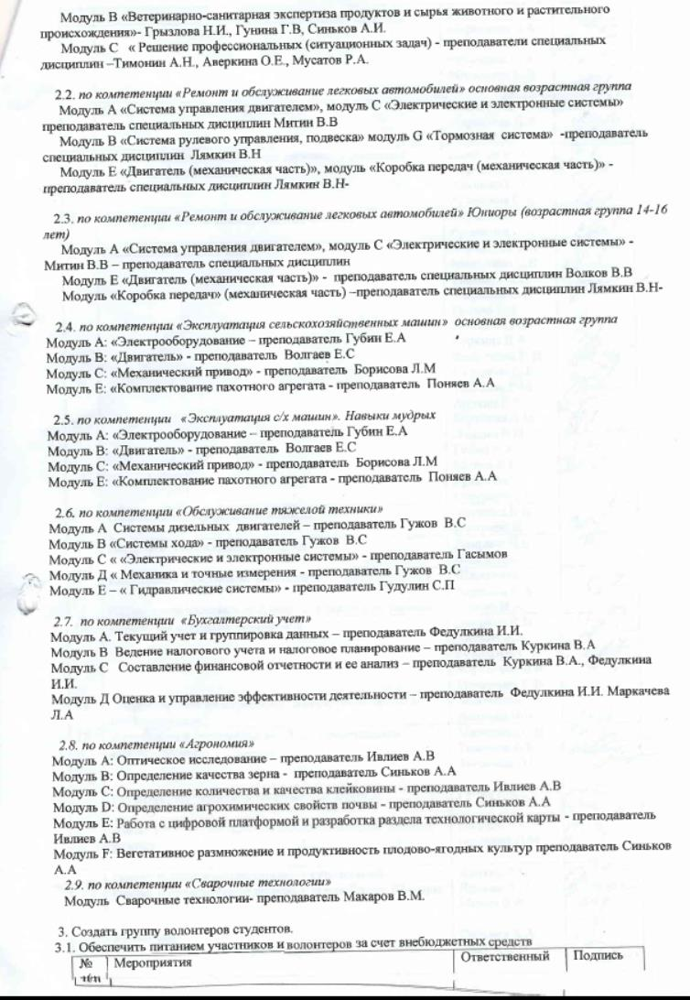 Модуль В «Ветеринарно-санитарная экспертиза продуктов и сырья животного и растительного
происхождения»- Грызлова Н.И., Гунина Г.В, Синьков А.И.
Модуль С « Решение профессиональных (ситуационных задач) - преподаватели специальных
дисциплин –Тимонин А.Н., Аверкина О.Е., Мусатов Р.А.
2.2. по компетенции «Ремонт и обслуживание легковых автомобилей» основная возрастная группа
Модуль А «Система управления двигателем», модуль С «Электрические и электронные системы»
преподаватель специальных дисциплин Митин В.В
Модуль В «Система рулевого управления, подвеска» модуль G «Тормозная система» -преподаватель
специальных дисциплин Лямкин В.Н
Модуль Е «Двигатель (механическая часть)», модуль «Коробка передач (механическая часть)» -
преподаватель специальных дисциплин Лямкин В.Н-
2.3. по компетенции «Ремонт и обслуживание легковых автомобилей» Юниоры (возрастная группа 14-16
лет)
Модуль А «Система управления двигателем», модуль С «Электрические и электронные системы» -
Митин В.В – преподаватель специальных дисциплин
Модуль Е «Двигатель (механическая часть)» - преподаватель специальных дисциплин Волков В.В
Модуль «Коробка передач» (механическая часть) –преподаватель специальных дисциплин Лямкин В.Н-
2.4. по компетенции «Эксплуатация сельскохозяйственных машин» основная возрастная группа
Модуль А: «Электрооборудование – преподаватель Губин Е.А
Модуль В: «Двигатель» - преподаватель Волгаев Е.С
Модуль С: «Механический привод» - преподаватель Борисова Л.М
Модуль Е: «Комплектование пахотного агрегата - преподаватель Поняев А.А
2.5. по компетенции «Эксплуатация с/х машин». Навыки мудрых
Модуль А: «Электрооборудование – преподаватель Губин Е.А
Модуль В: «Двигатель» - преподаватель Волгаев Е.С
Модуль С: «Механический привод» - преподаватель Борисова Л.М
Модуль Е: «Комплектование пахотного агрегата - преподаватель Поняев А.А
2.6. по компетенции «Обслуживание тяжелой техники»
Модуль А Системы дизельных двигателей – преподаватель Гужов В.С
Модуль В «Системы хода» - преподаватель Гужов В.С
Модуль С « «Электрические и электронные системы» - преподаватель Гасымов
Модуль Д « Механика и точные измерения - преподаватель Гужов В.С
Модуль Е – « Гидравлические системы» - преподаватель Гудулин С.П
2.7. по компетенции «Бухгалтерский учет»
Модуль А. Текущий учет и группировка данных – преподаватель Федулкина И.И.
Модуль В Ведение налогового учета и налоговое планирование – преподаватель Куркина В.А
Модуль С Составление финансовой отчетности и ее анализ – преподаватель Куркина В.А., Федулкина
И.И.
Модуль Д Оценка и управление эффективности деятельности – преподаватель Федулкина И.И. Маркачева
Л.А
2.8. по компетенции «Агрономия»
Модуль А: Оптическое исследование – преподаватель Ивлиев А.В
Модуль В: Определение качества зерна - преподаватель Синьков А.А
Модуль С: Определение количества и качества клейковины - преподаватель Ивлиев А.В
Модуль D: Определение агрохимических свойств почвы - преподаватель Синьков А.А
Модуль Е: Работа с цифровой платформой и разработка раздела технологической карты - преподаватель
Ивлиев А.В
Модуль F: Вегетативное размножение и продуктивность плодово-ягодных культур преподаватель Синьков
А.А
2.9. по компетенции «Сварочные технологии»
Модуль Сварочные технологии- преподаватель Макаров В.М.
3. Создать группу волонтеров студентов.
3.1. Обеспечить питанием участников и волонтеров за счет внебюджетных средств
№ Мероприятия Ответственный Подпись